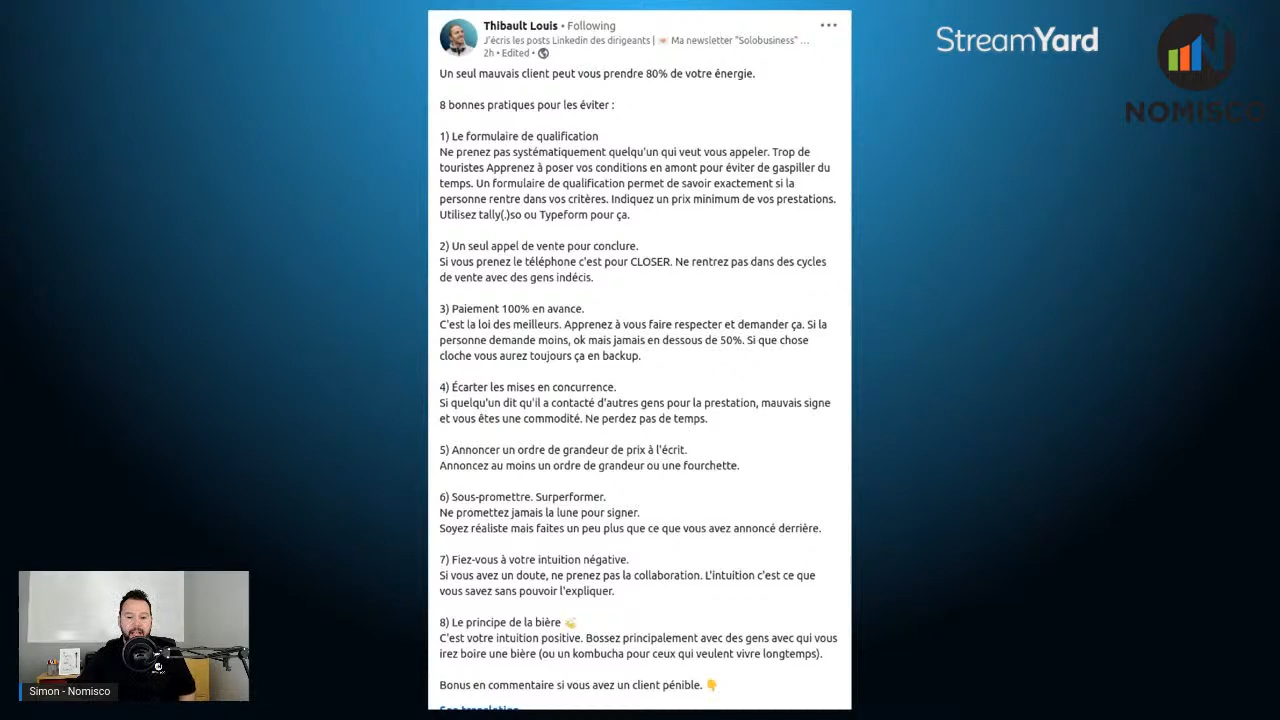 Thibault Louis • Following
J'écris les posts Linkedin des dirigeants | 💌 Ma newsletter "Solobusiness" …
2h • Edited •
Un seul mauvais client peut vous prendre 80% de votre énergie.
8 bonnes pratiques pour les éviter :
1) Le formulaire de qualification
Ne prenez pas systématiquement quelqu'un qui veut vous appeler. Trop de
touristes Apprenez à poser vos conditions en amont pour éviter de gaspiller du
temps. Un formulaire de qualification permet de savoir exactement si la
personne rentre dans vos critères. Indiquez un prix minimum de vos prestations.
Utilisez tally(.)so ou Typeform pour ça.
2) Un seul appel de vente pour conclure.
Si vous prenez le téléphone c'est pour CLOSER. Ne rentrez pas dans des cycles
de vente avec des gens indécis.
3) Paiement 100% en avance.
C'est la loi des meilleurs. Apprenez à vous faire respecter et demander ça. Si la
personne demande moins, ok mais jamais en dessous de 50%. Si que chose
cloche vous aurez toujours ça en backup.
4) Écarter les mises en concurrence.
Si quelqu'un dit qu'il a contacté d'autres gens pour la prestation, mauvais signe
et vous êtes une commodité. Ne perdez pas de temps.
5) Annoncer un ordre de grandeur de prix à l'écrit.
Annoncez au moins un ordre de grandeur ou une fourchette.
6) Sous-promettre. Surperformer.
Ne promettez jamais la lune pour signer.
Soyez réaliste mais faites un peu plus que ce que vous avez annoncé derrière.
7) Fiez-vous à votre intuition négative.
Si vous avez un doute, ne prenez pas la collaboration. L'intuition c'est ce que
vous savez sans pouvoir l'expliquer.
8) Le principe de la bière 🍻
C'est votre intuition positive. Bossez principalement avec des gens avec qui vous
irez boire une bière (ou un kombucha pour ceux qui veulent vivre longtemps).
Bonus en commentaire si vous avez un client pénible. 👇
See translation
StreamYard
NOMISCO
Simon - Nomisco